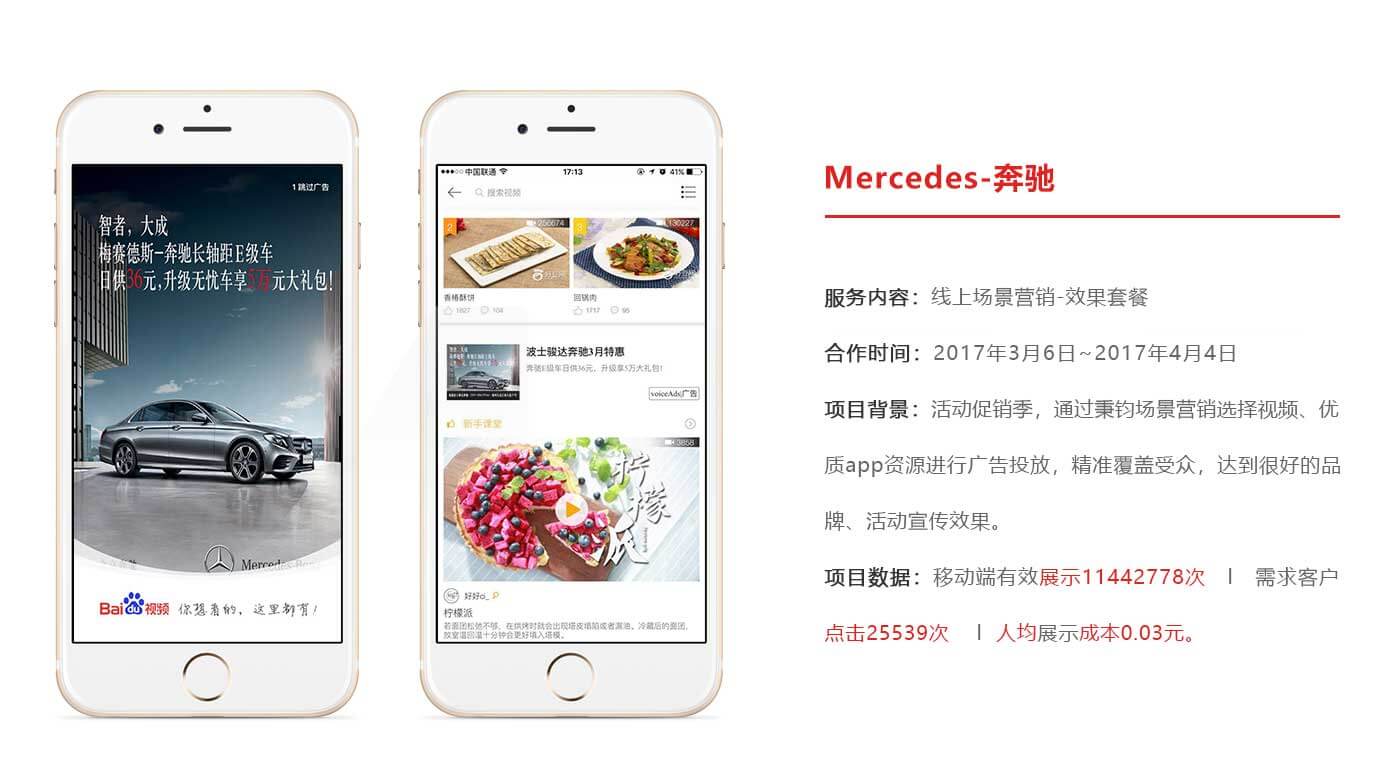 1 跳过广告
智者，大成
梅赛德斯-奔驰长轴距E级车
日供36元,升级无忧车享5万元大礼包!
Mercedes-Ben
Bai du 视频 你想看的，这里都有！
中国联通 17:13 41%
搜索视频
2 256674
3 130227
香椿酥饼
1827 104
回锅肉
1717 95
波士骏达奔驰3月特惠
奔驰E级车日供36元，升级享5万大礼包！
voiceAds|广告
新手课堂
3858
柠檬派
好好o_
柠檬派
若面团松弛不够，在烘烤时就会出现塔皮缩陷或者漏油。冷藏后的面团，
放室温回温十分钟会更好填入塔模。
Mercedes-奔驰
服务内容：线上场景营销-效果套餐
合作时间：2017年3月6日~2017年4月4日
项目背景：活动促销季，通过秉钧场景营销选择视频、优
质app资源进行广告投放，精准覆盖受众，达到很好的品
牌、活动宣传效果。
项目数据：移动端有效展示11442778次 丨 需求客户
点击25539次 丨 人均展示成本0.03元。